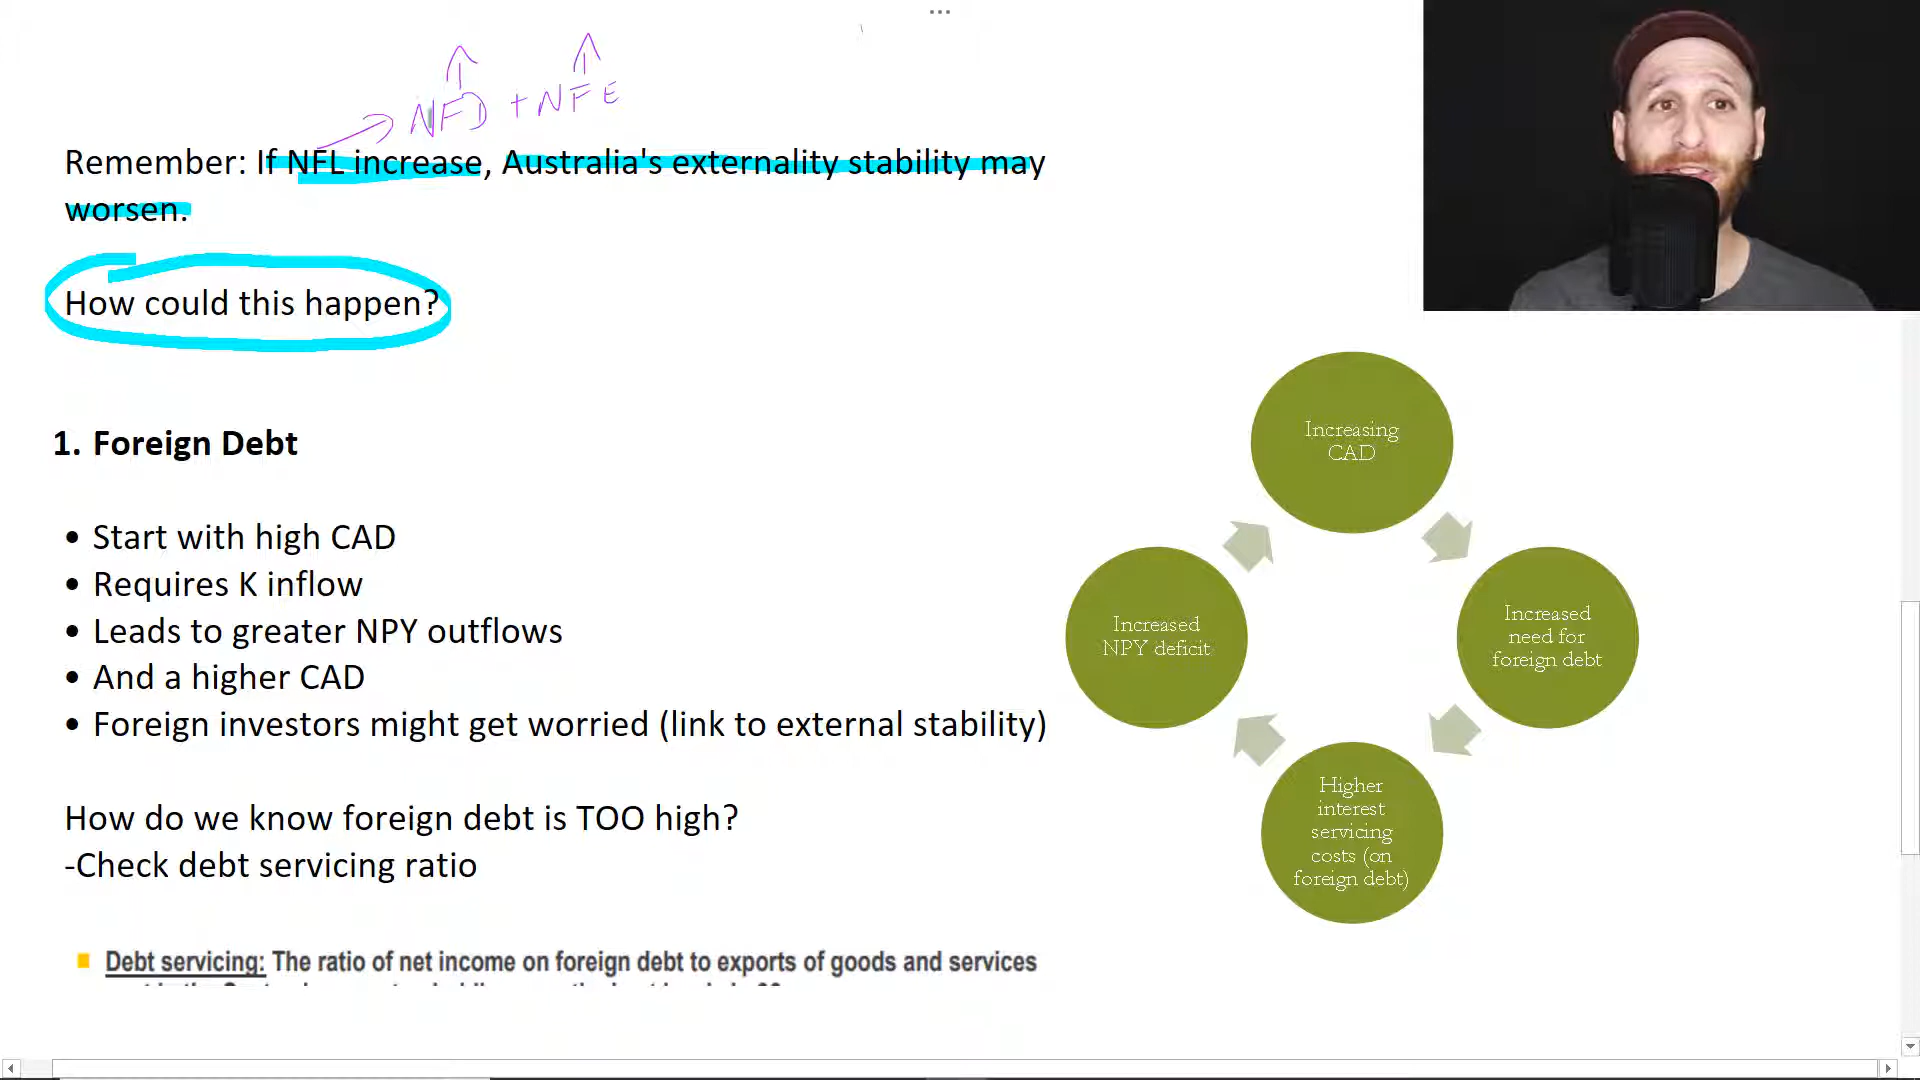 ...
NFD + NFE
Remember: If NFL increase, Australia's externality stability may
worsen.
How could this happen?
1. Foreign Debt
• Start with high CAD
• Requires K inflow
• Leads to greater NPY outflows
• And a higher CAD
• Foreign investors might get worried (link to external stability)
How do we know foreign debt is TOO high?
-Check debt servicing ratio
Debt servicing: The ratio of net income on foreign debt to exports of goods and services
Increasing
CAD
Increased
need for
foreign debt
Higher
interest
servicing
costs (on
foreign debt)
Increased
NPY deficit